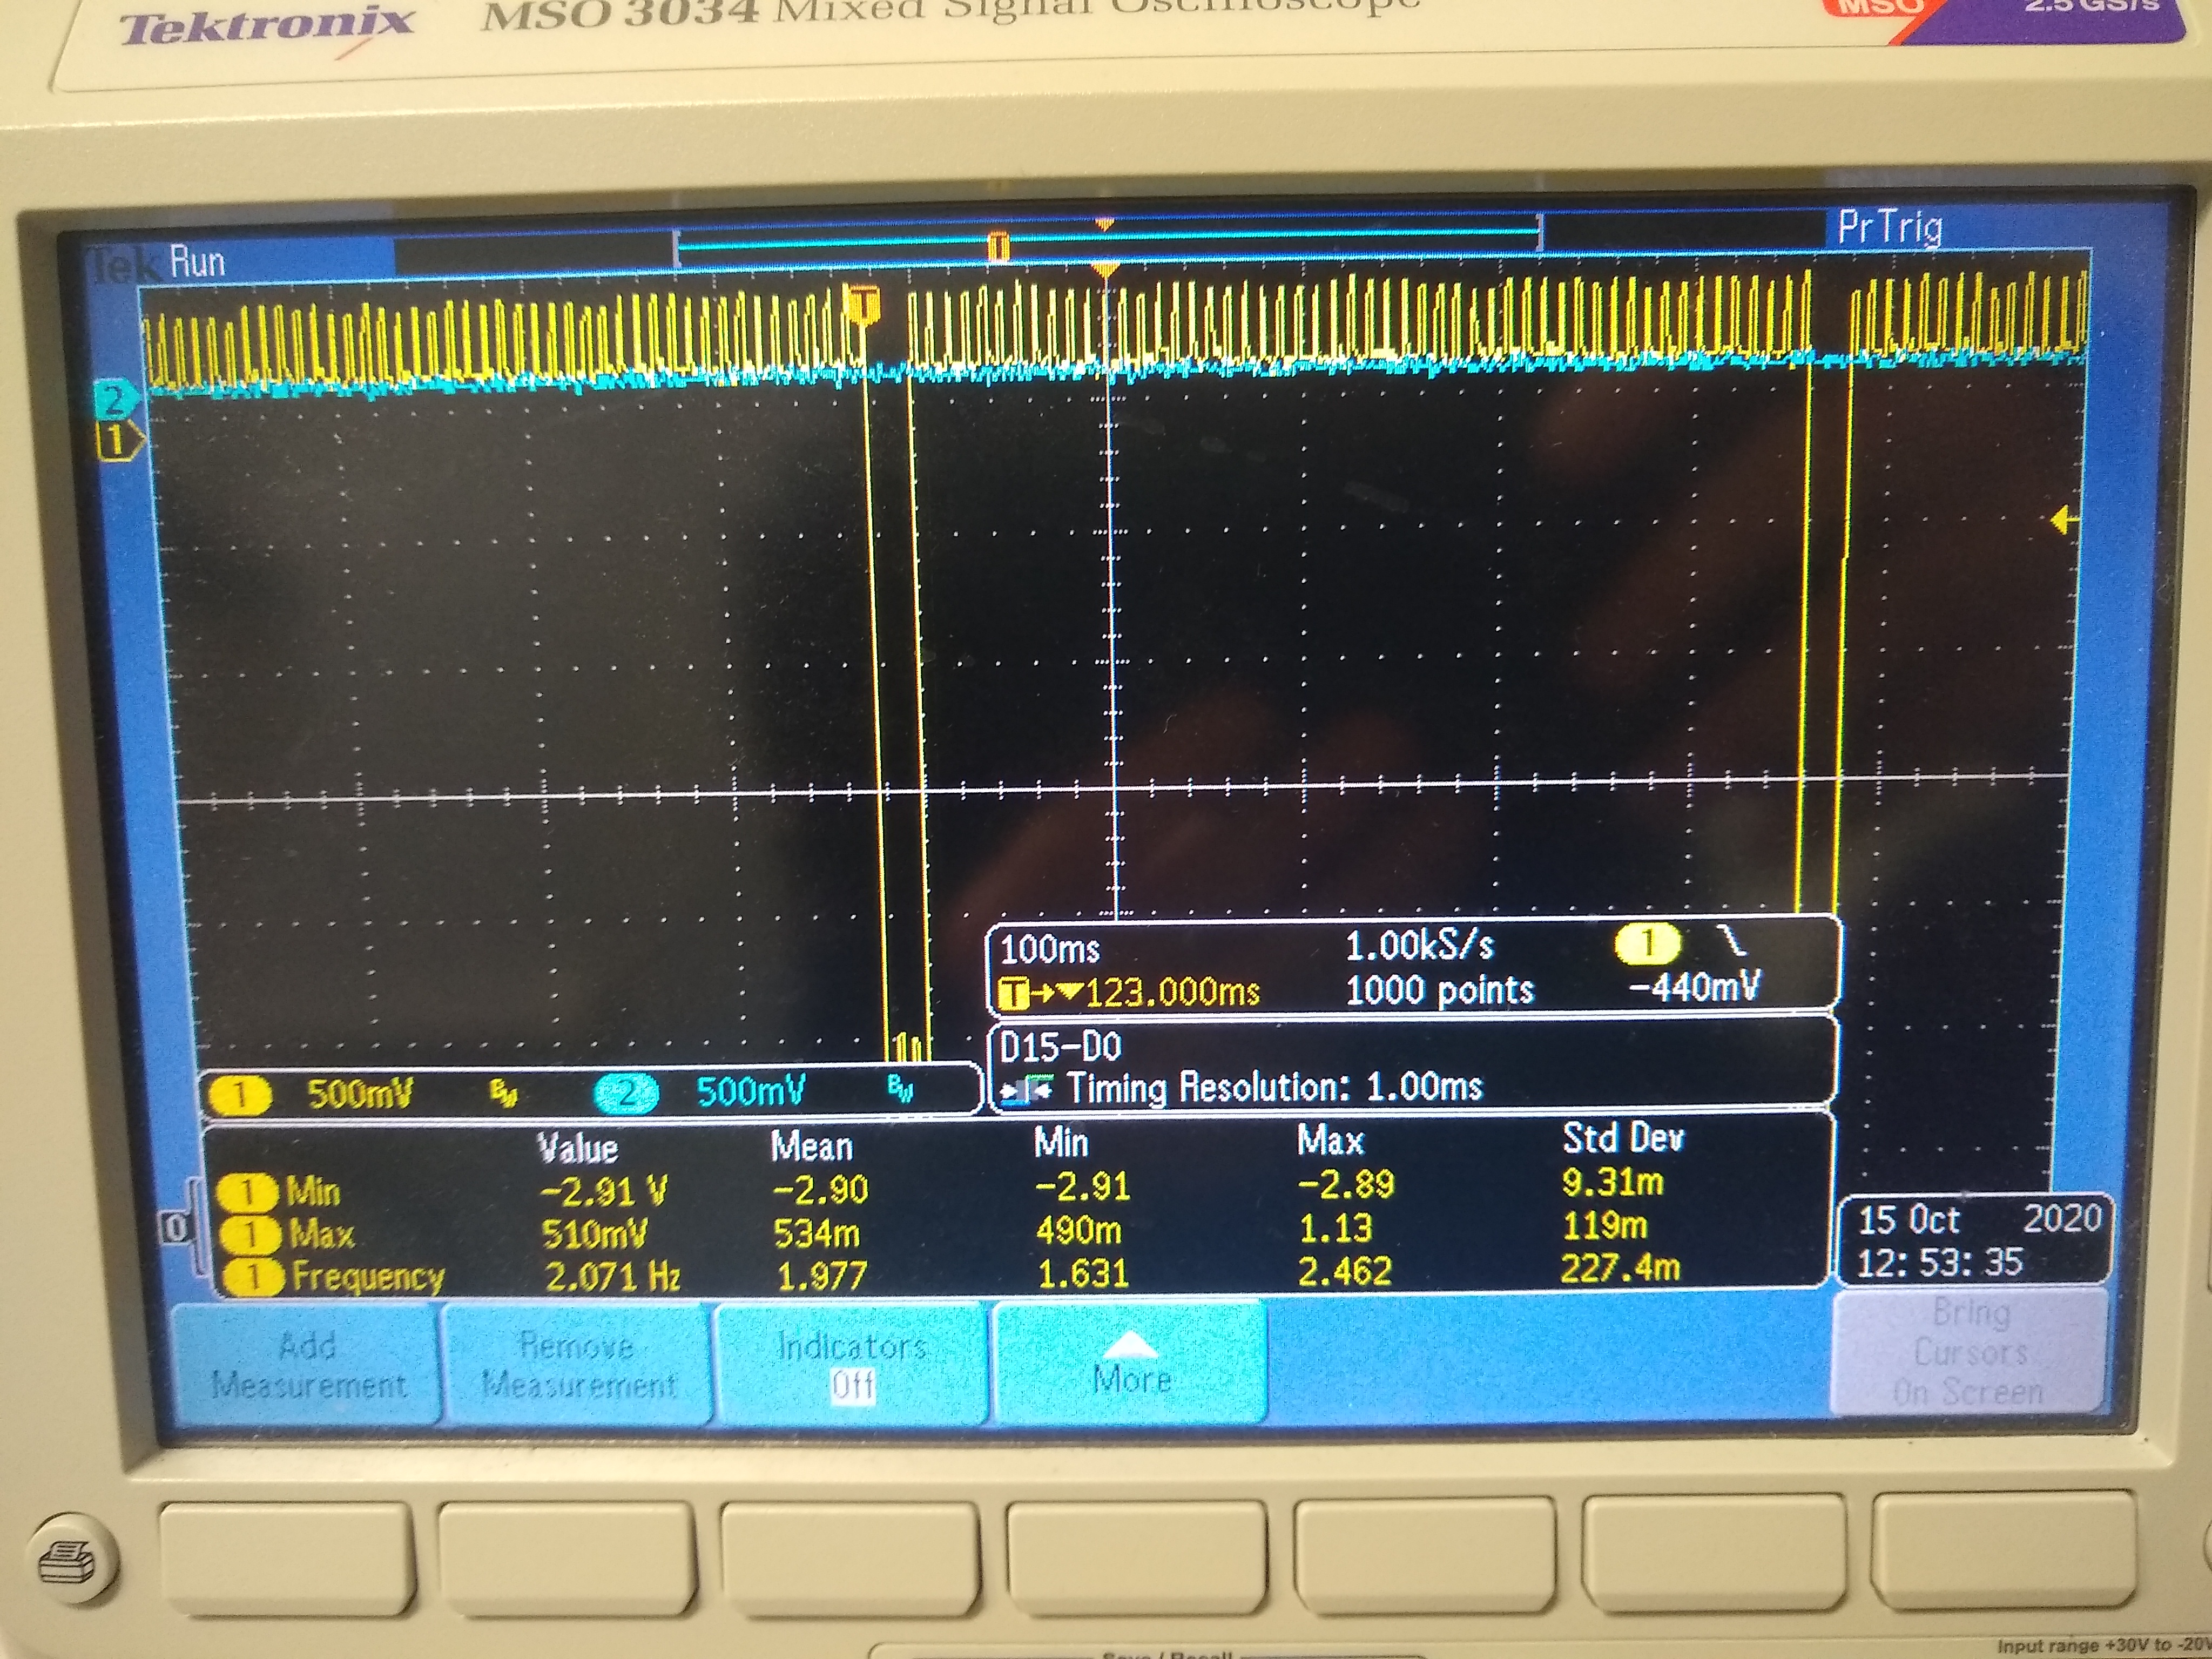 Tektronix MSO 3034 Mixed Signal Oscilloscope MSO 2.5 GS/s
Tek Run PrTrig
T
T
2
1
100ms 1.00kS/s 1
T 123.000ms 1000 points -440mV
D15-D0
Timing Resolution: 1.00ms
1 500mV BW 2 500mV BW
Value Mean Min Max Std Dev
1 Min -2.91 V -2.90 -2.91 -2.89 9.31m
1 Max 510mV 534m 490m 1.13 119m
1 Frequency 2.071 Hz 1.977 1.631 2.462 227.4m
0
15 Oct 2020
12:53:35
Add Measurement
Remove Measurement
Indicators
Off
More
Bring Cursors On Screen
Save / Recall
Input range +30V to -20V